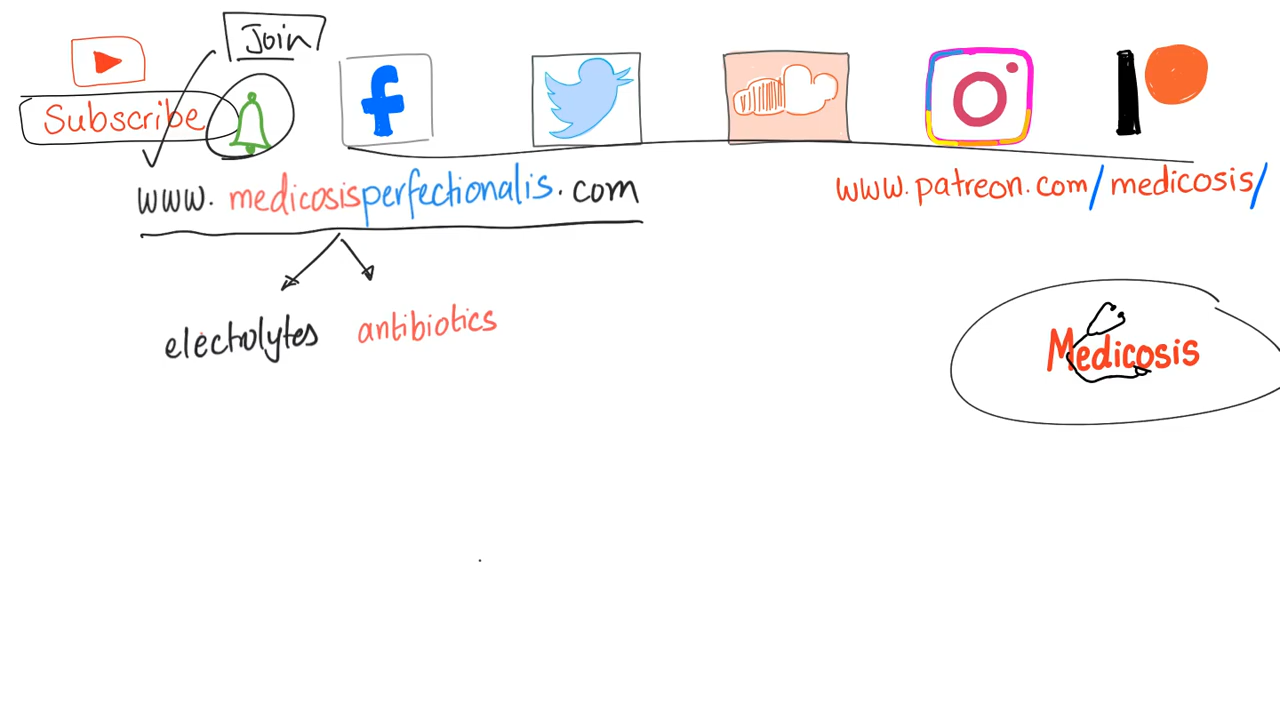 Join
Subscribe
www.medicosisperfectionalis.com
www.patreon.com/medicosis/
electrolytes antibiotics
Medicosis